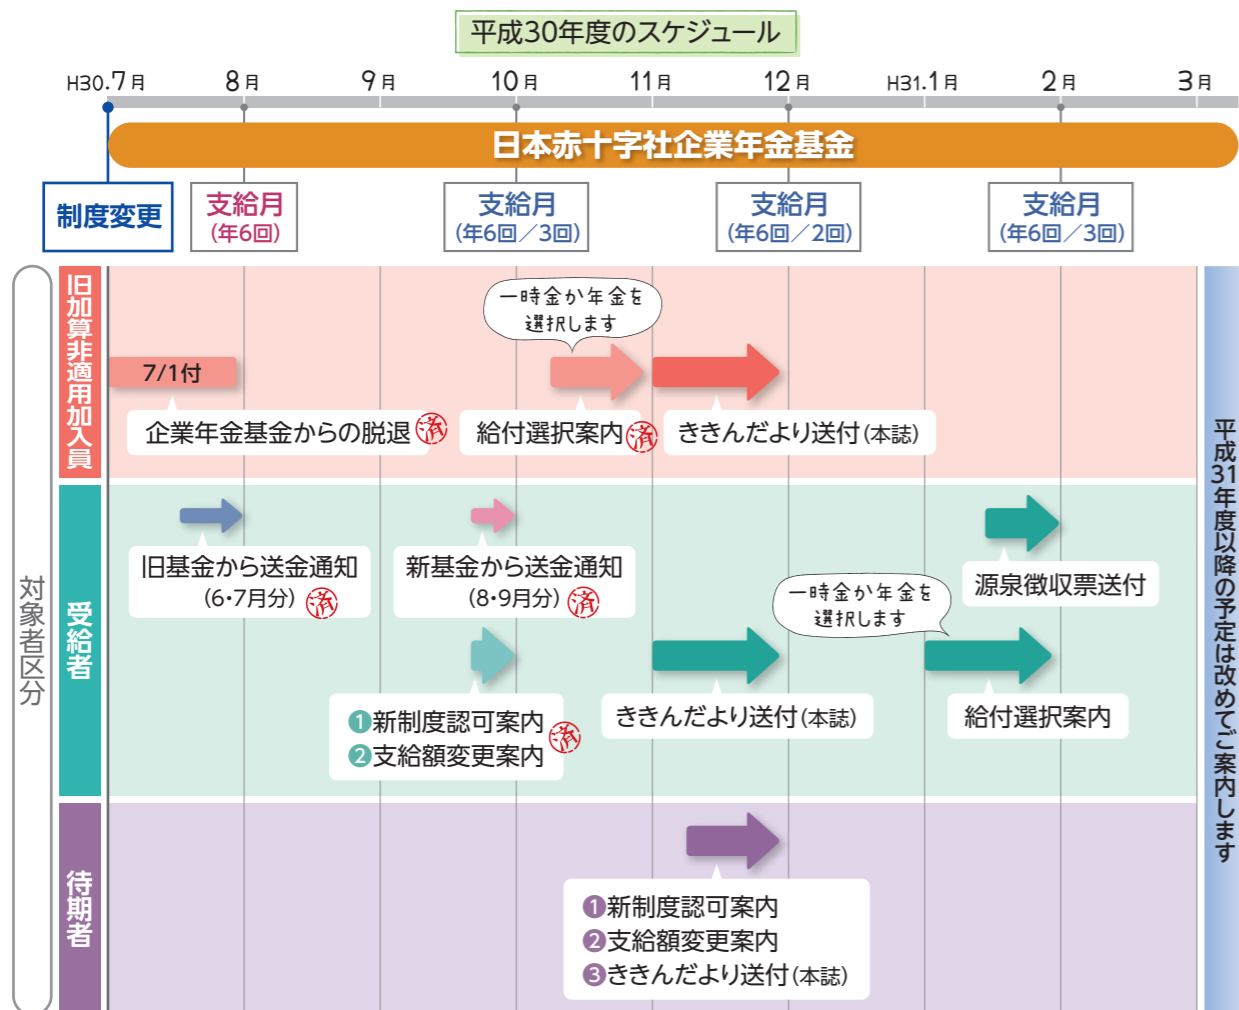 平成30年度のスケジュール
H30.7月 8月 9月 10月 11月 12月 H31.1月 2月 3月
日本赤十字社企業年金基金
制度変更
支給月
(年6回)
支給月
(年6回/3回)
支給月
(年6回/2回)
支給月
(年6回/3回)
対象者区分
旧加算非適用加入員
7/1付
企業年金基金からの脱退
済
一時金か年金を
選択します
給付選択案内
済
ききんだより送付(本誌)
受給者
旧基金から送金通知
(6・7月分)
済
新基金から送金通知
(8・9月分)
済
源泉徴収票送付
❶新制度認可案内
❷支給額変更案内
済
ききんだより送付(本誌)
一時金か年金を
選択します
給付選択案内
待期者
❶新制度認可案内
❷支給額変更案内
❸ききんだより送付(本誌)
平成31年度以降の予定は改めてご案内します